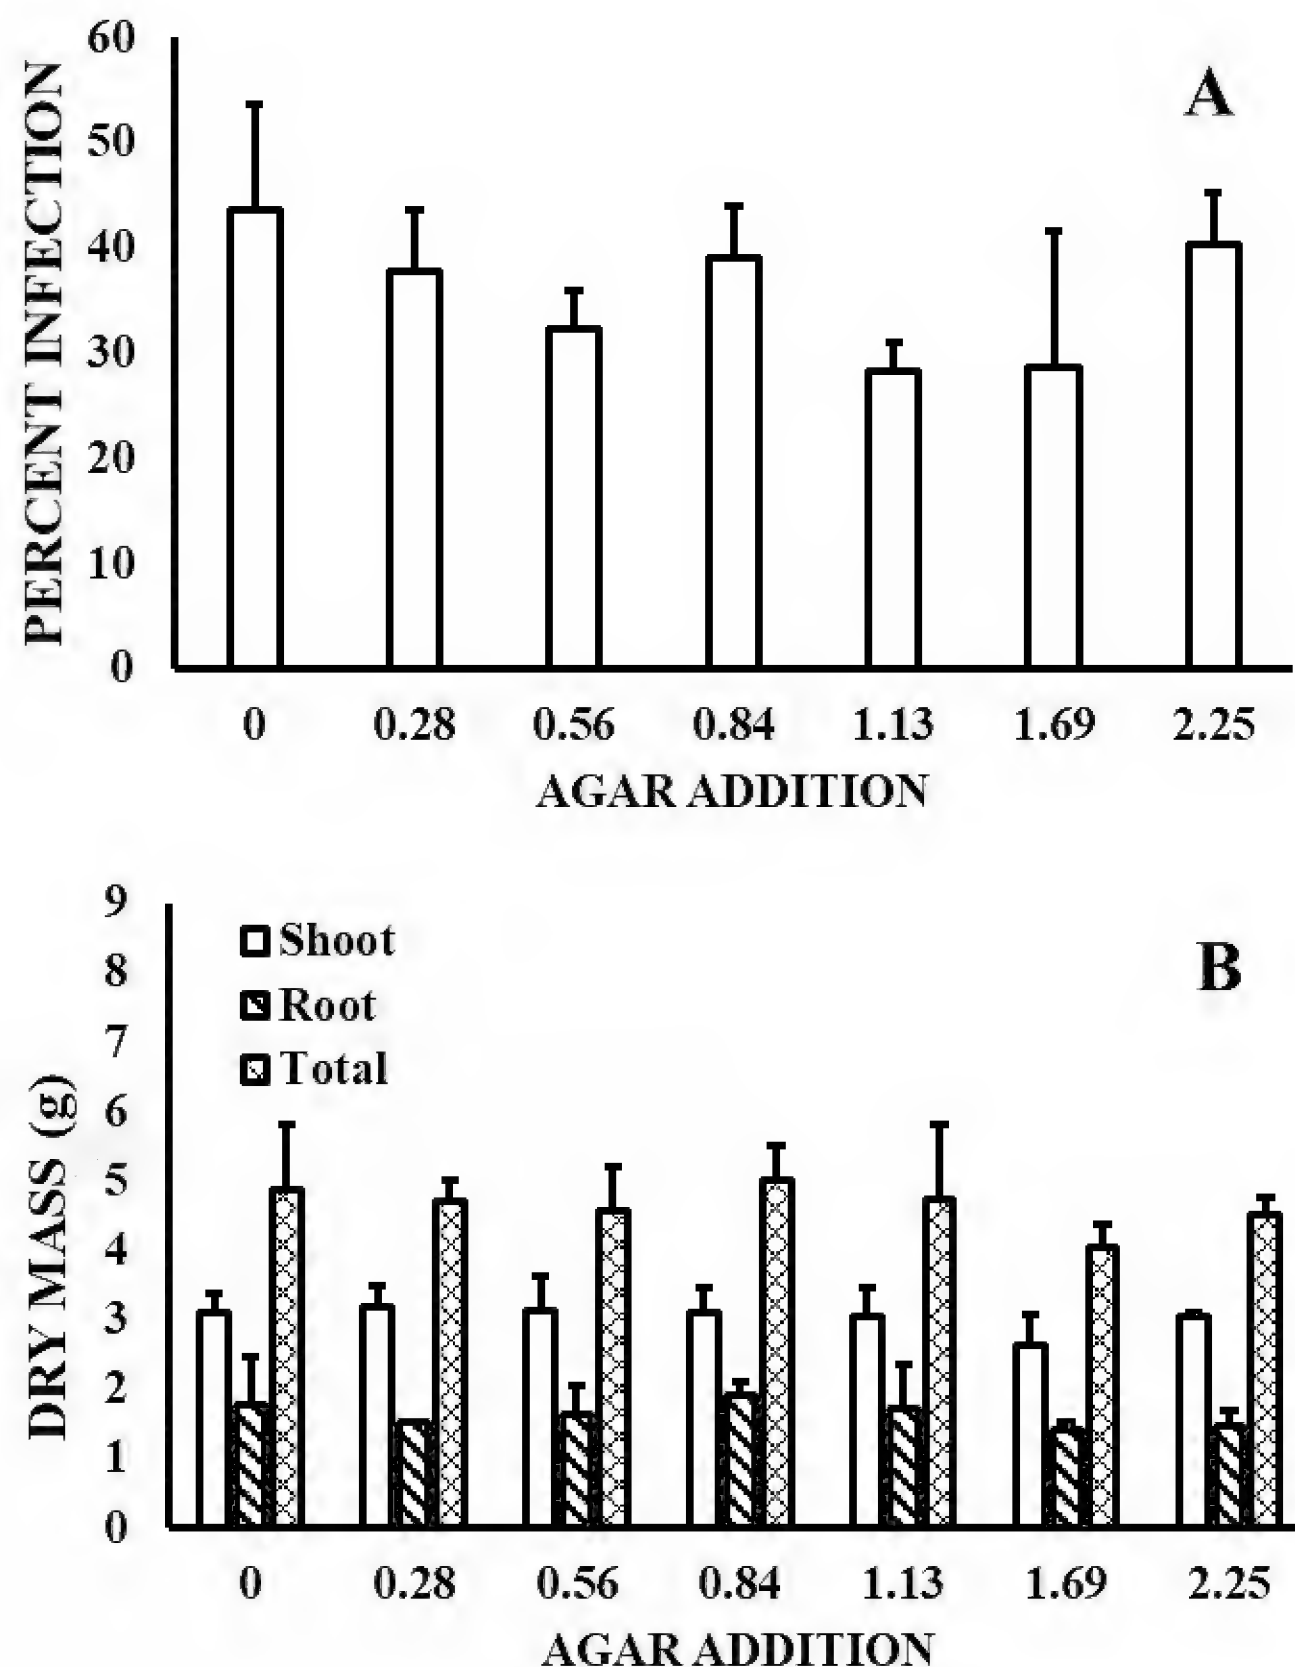 A
PERCENT INFECTION
60
50
40
30
20
10
0
0 0.28 0.56 0.84 1.13 1.69 2.25
AGAR ADDITION
B
Shoot
Root
Total
DRY MASS (g)
9
8
7
6
5
4
3
2
1
0
0 0.28 0.56 0.84 1.13 1.69 2.25
AGAR ADDITION